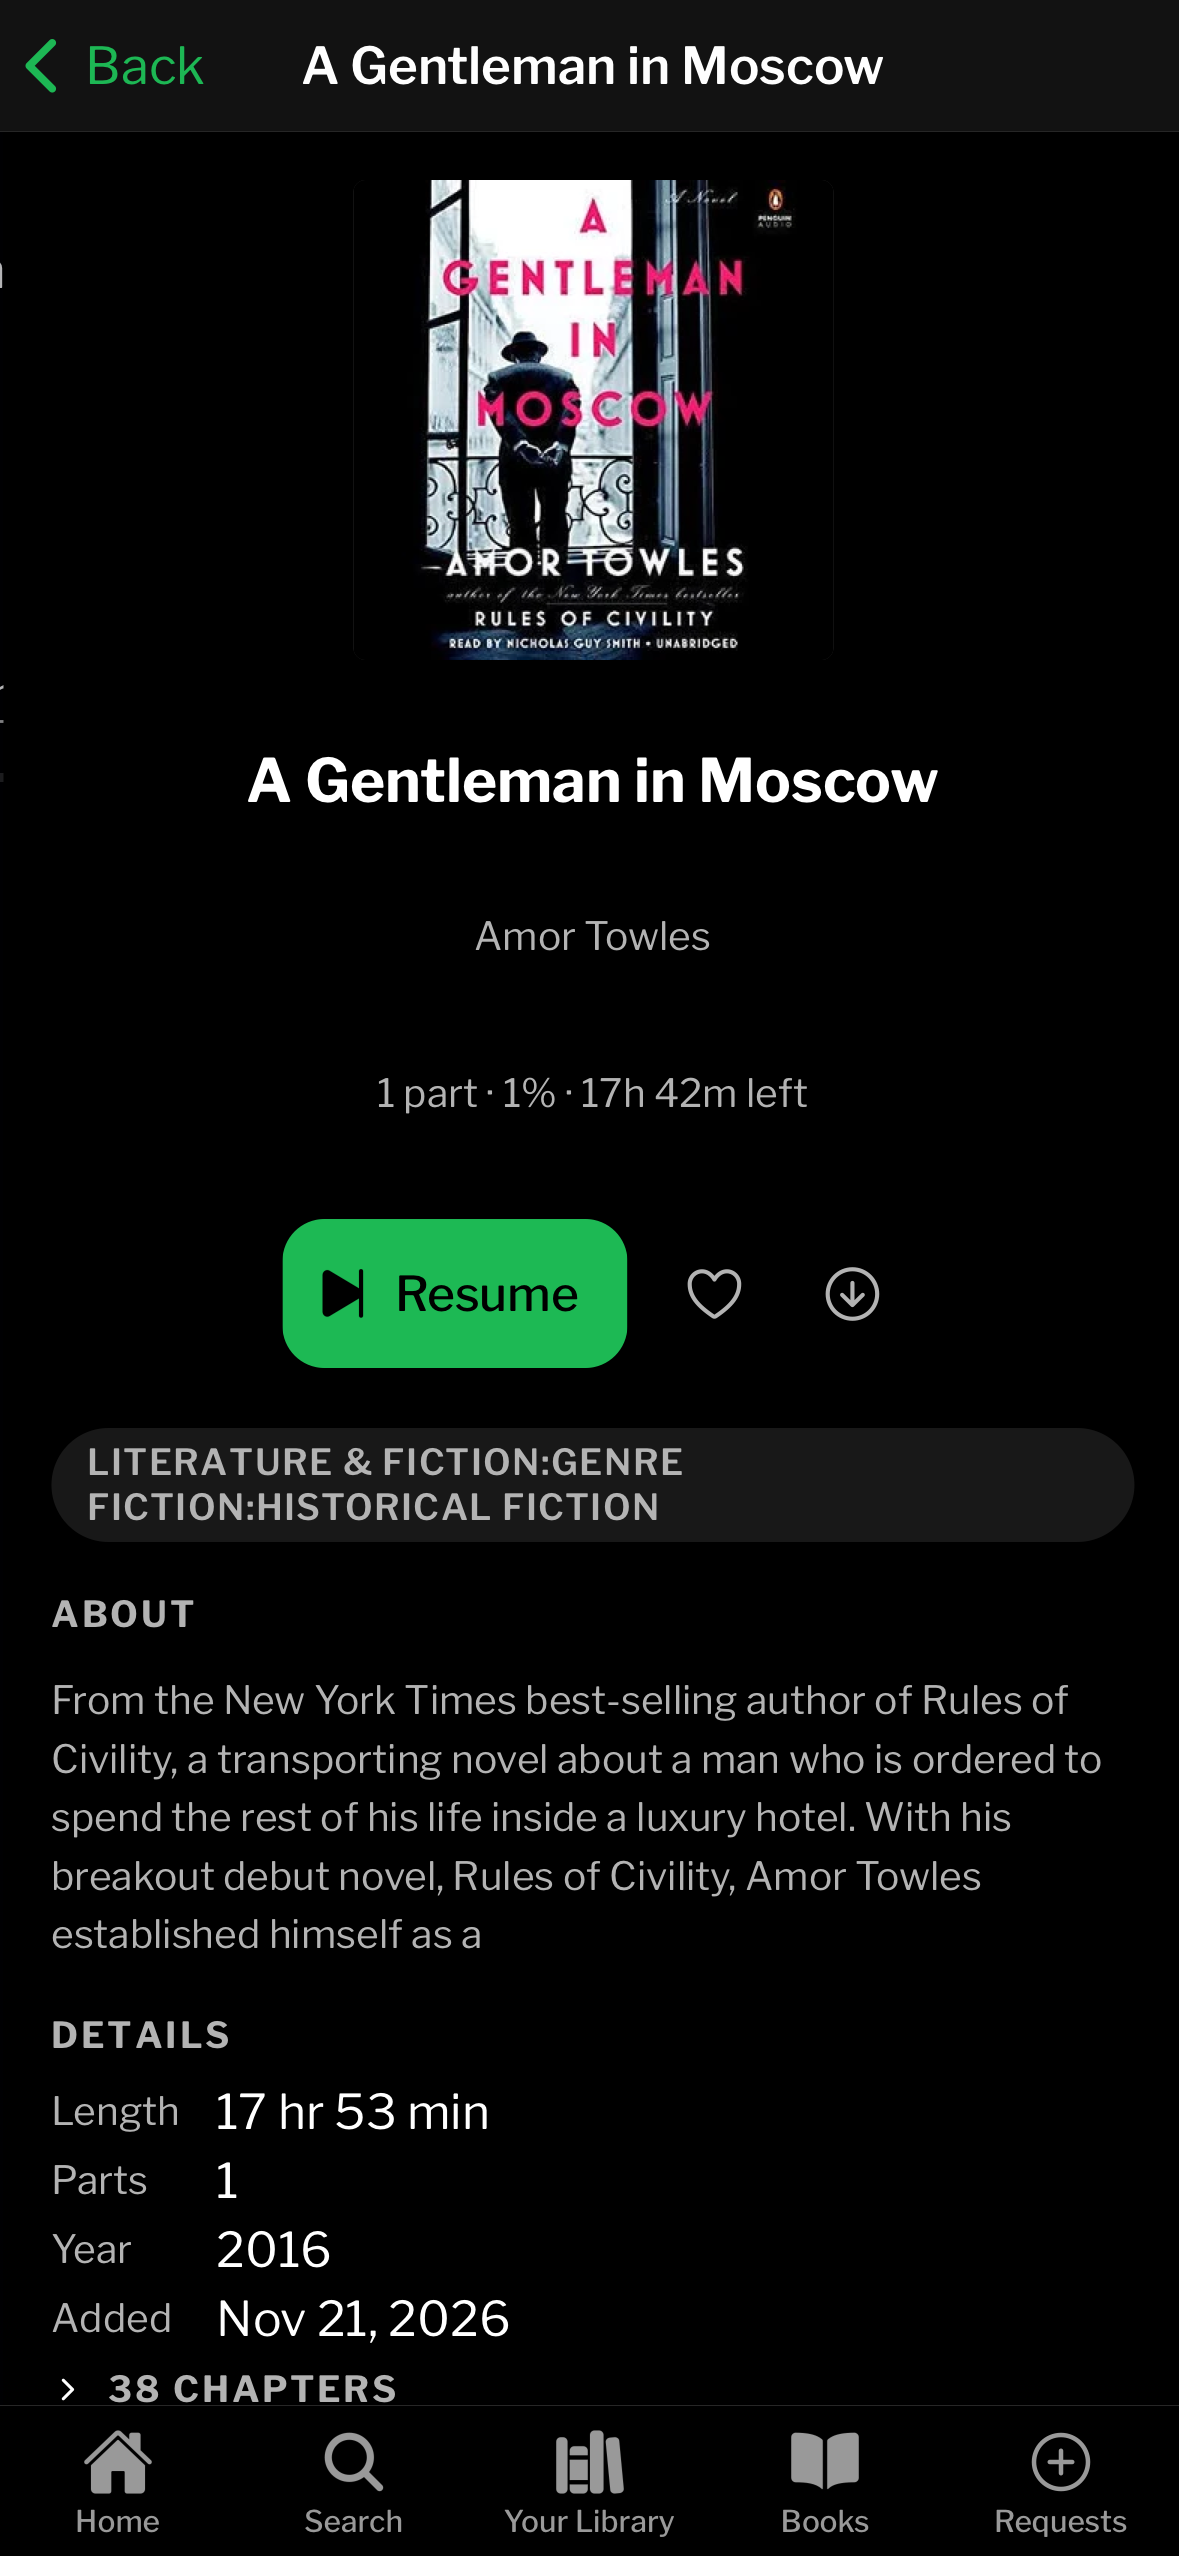 Back
A Gentleman in Moscow
A Novel
PENGUIN
AUDIO
A
GENTLEMAN
IN
MOSCOW
AMOR TOWLES
author of the New York Times bestseller
RULES OF CIVILITY
READ BY NICHOLAS GUY SMITH • UNABRIDGED
A Gentleman in Moscow
Amor Towles
1 part · 1% · 17h 42m left
Resume
LITERATURE & FICTION:GENRE
FICTION:HISTORICAL FICTION
ABOUT
From the New York Times best-selling author of Rules of
Civility, a transporting novel about a man who is ordered to
spend the rest of his life inside a luxury hotel. With his
breakout debut novel, Rules of Civility, Amor Towles
established himself as a
DETAILS
Length 17 hr 53 min
Parts 1
Year 2016
Added Nov 21, 2026
38 CHAPTERS
Home
Search
Your Library
Books
Requests